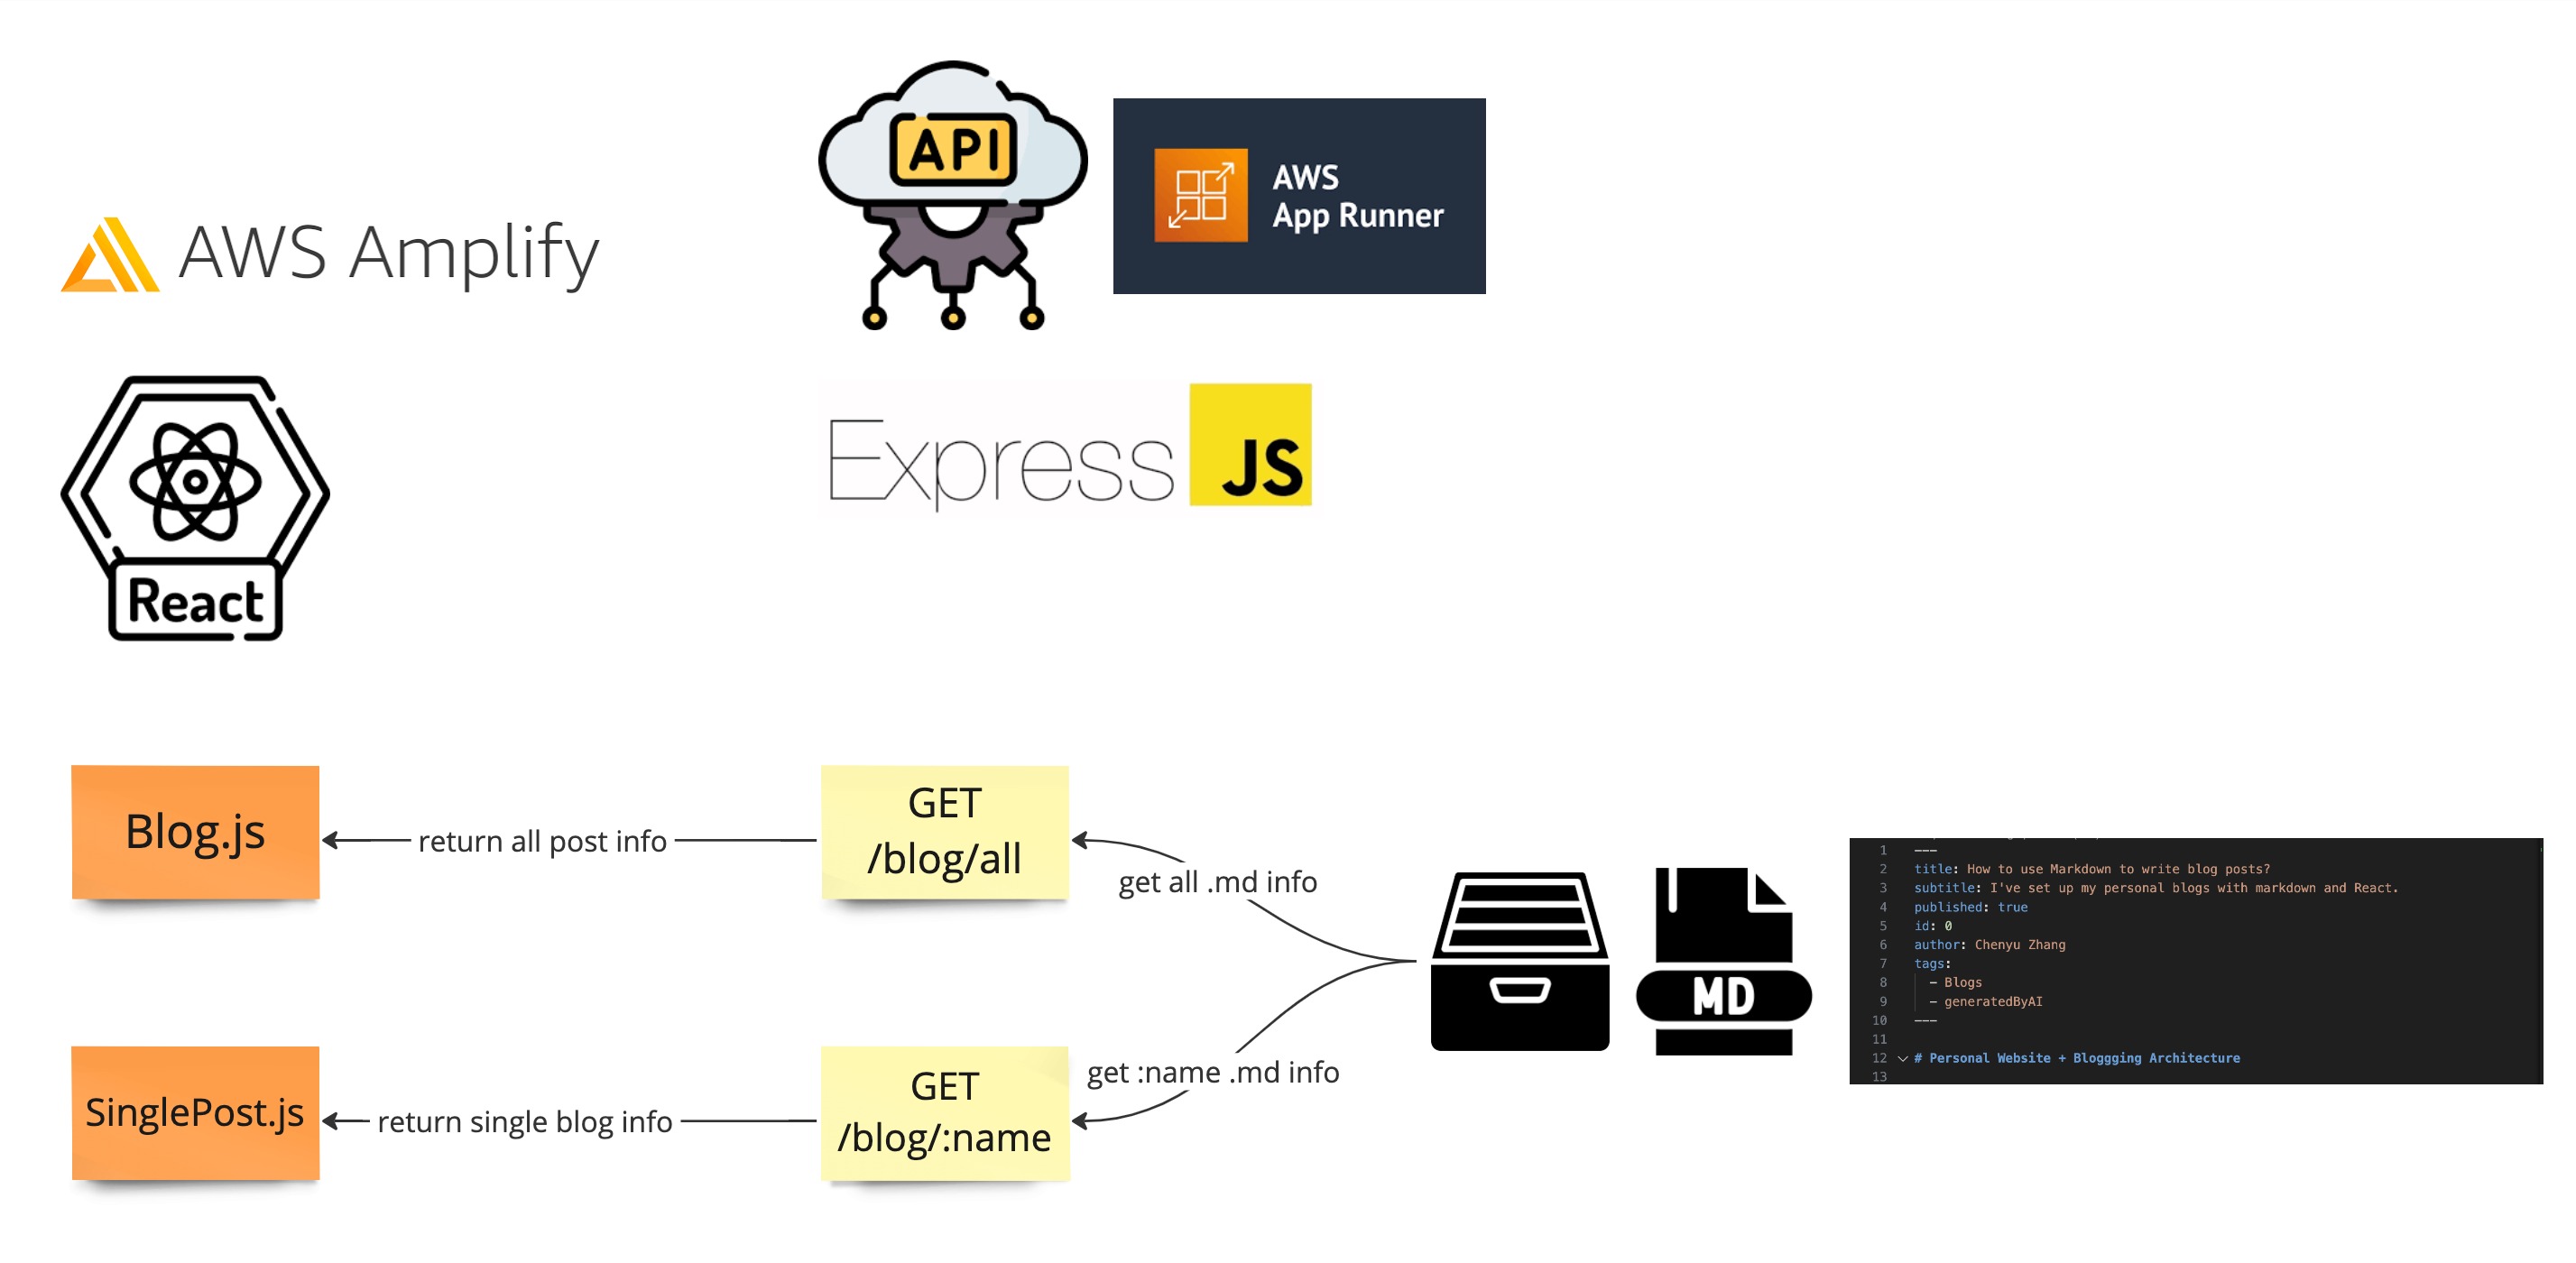 API
AWS
App Runner
AWS Amplify
Express
JS
React
Blog.js
return all post info
GET
/blog/all
get all .md info
SinglePost.js
return single blog info
GET
/blog/:name
get :name .md info
MD
1 ---
2 title: How to use Markdown to write blog posts?
3 subtitle: I've set up my personal blogs with markdown and React.
4 published: true
5 id: 0
6 author: Chenyu Zhang
7 tags:
8 - Blogs
9 - generatedByAI
10 ---
11
12 # Personal Website + Bloggging Architecture
13